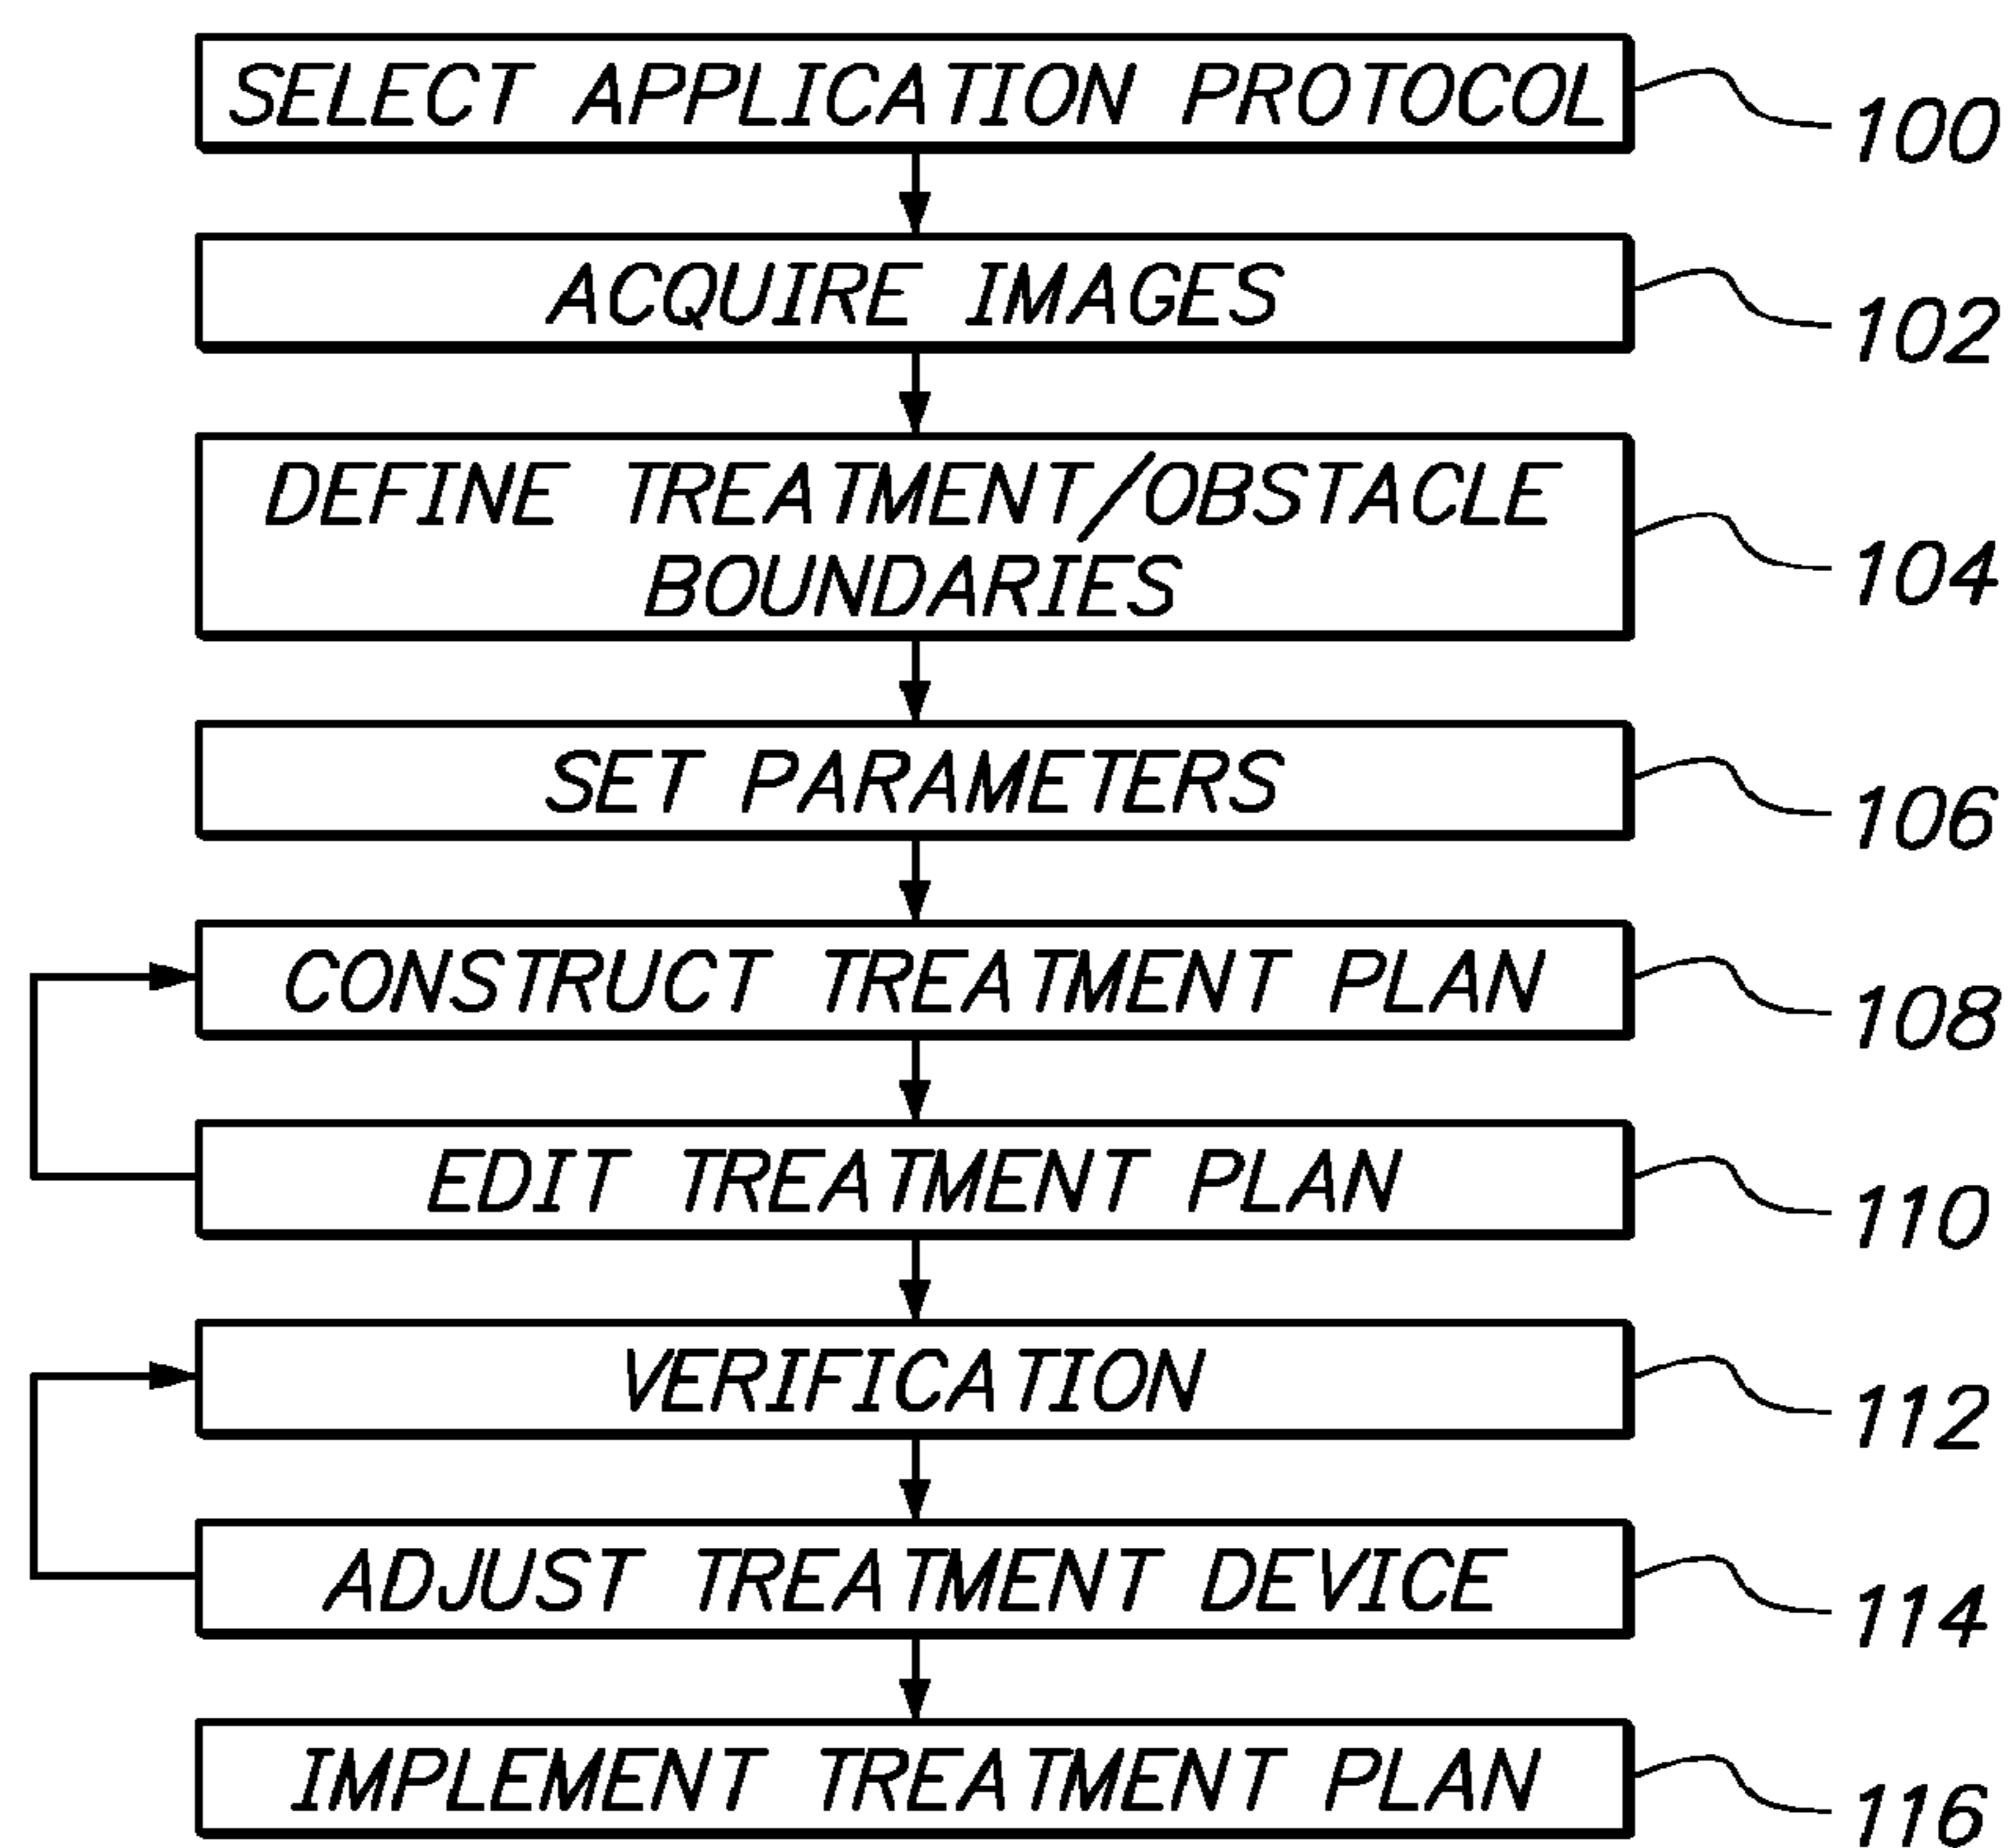 SELECT APPLICATION PROTOCOL
100
ACQUIRE IMAGES
102
DEFINE TREATMENT/OBSTACLE
BOUNDARIES
104
SET PARAMETERS
106
CONSTRUCT TREATMENT PLAN
108
EDIT TREATMENT PLAN
110
VERIFICATION
112
ADJUST TREATMENT DEVICE
114
IMPLEMENT TREATMENT PLAN
116